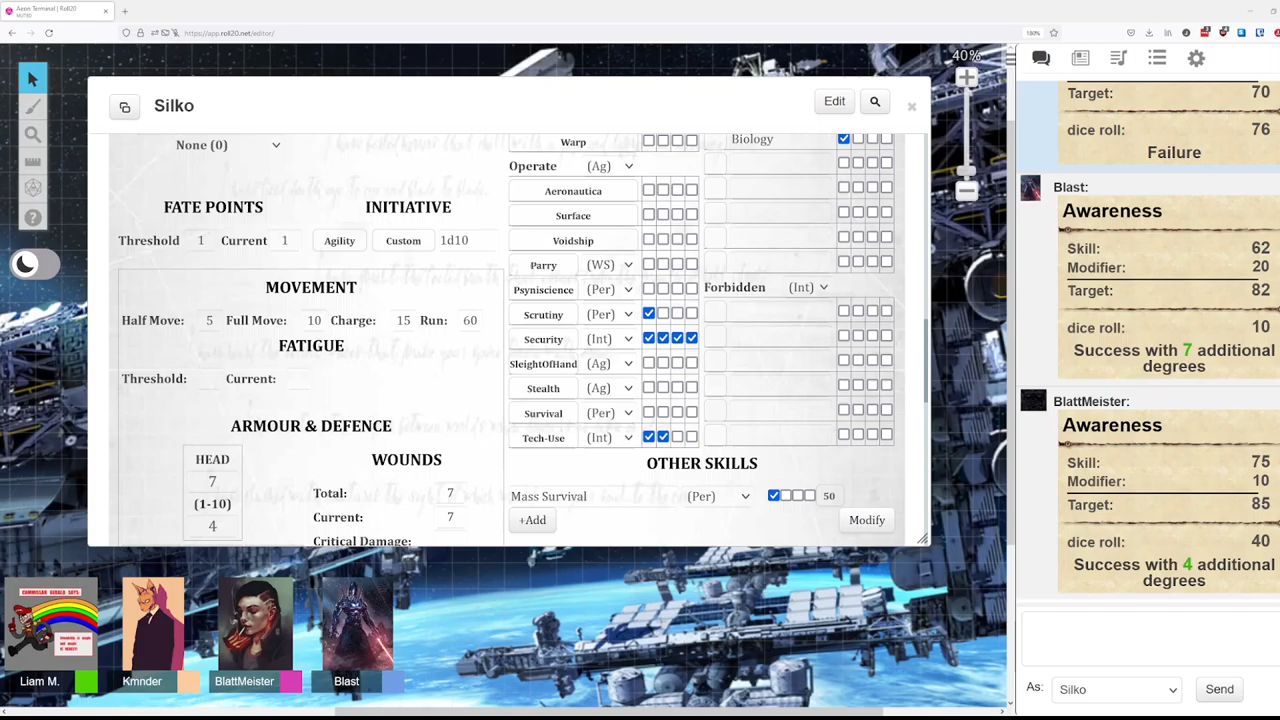 Aeon Terminal | Roll20
MUTED
https://app.roll20.net/editor/
180%
40%
Silko
Edit
None (0)
FATE POINTS
INITIATIVE
Threshold 1 Current 1
Agility
Custom
1d10
MOVEMENT
Half Move: 5 Full Move: 10 Charge: 15 Run: 60
FATIGUE
Threshold: Current:
ARMOUR & DEFENCE
HEAD
7
(1-10)
4
WOUNDS
Total: 7
Current: 7
Critical Damage:
Warp
Operate (Ag)
Aeronautica
Surface
Voidship
Parry (WS)
Psyniscience (Per)
Scrutiny (Per)
Security (Int)
SleightOfHand (Ag)
Stealth (Ag)
Survival (Per)
Tech-Use (Int)
Biology
Forbidden (Int)
OTHER SKILLS
Mass Survival (Per) 50
+Add
Modify
COMMISSAR GERALD SAYS
Liam M.
Kmnder
BlattMeister
Blast
Target: 70
dice roll: 76
Failure
Blast:
Awareness
Skill: 62
Modifier: 20
Target: 82
dice roll: 10
Success with 7 additional
degrees
BlattMeister:
Awareness
Skill: 75
Modifier: 10
Target: 85
dice roll: 40
Success with 4 additional
degrees
As: Silko
Send